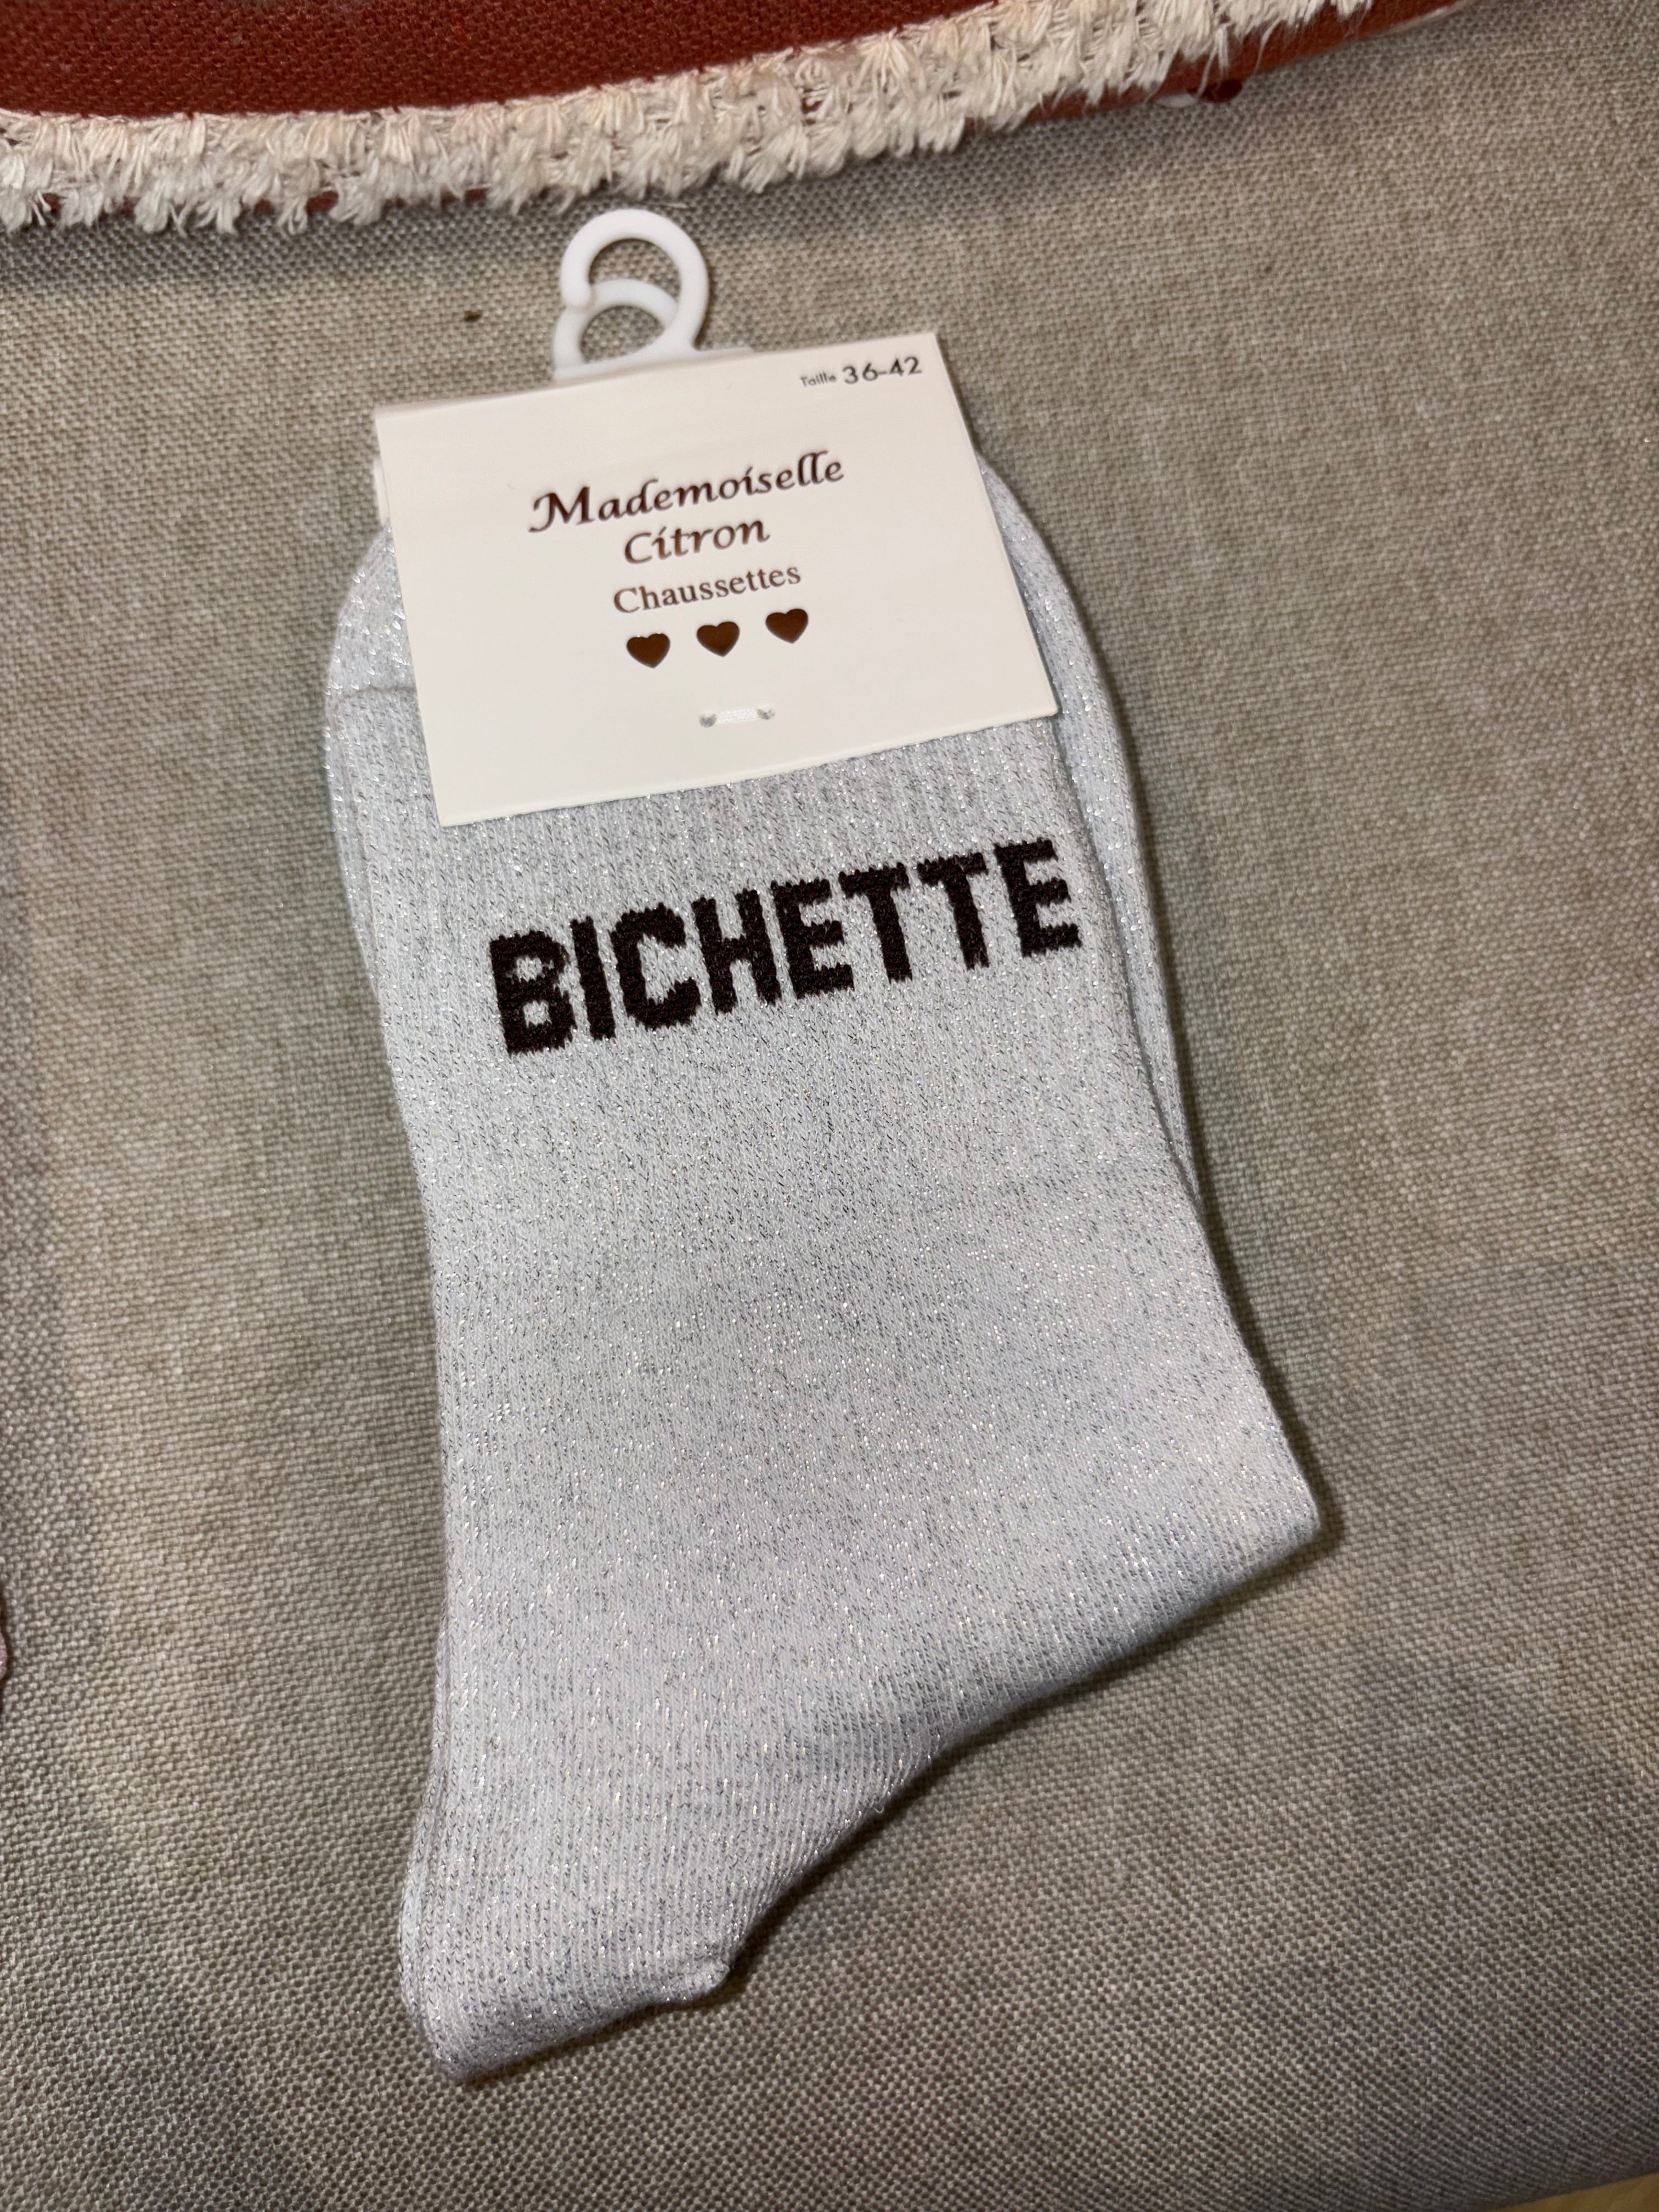 Taille 36-42
Mademoiselle
Citron
Chaussettes
BICHETTE